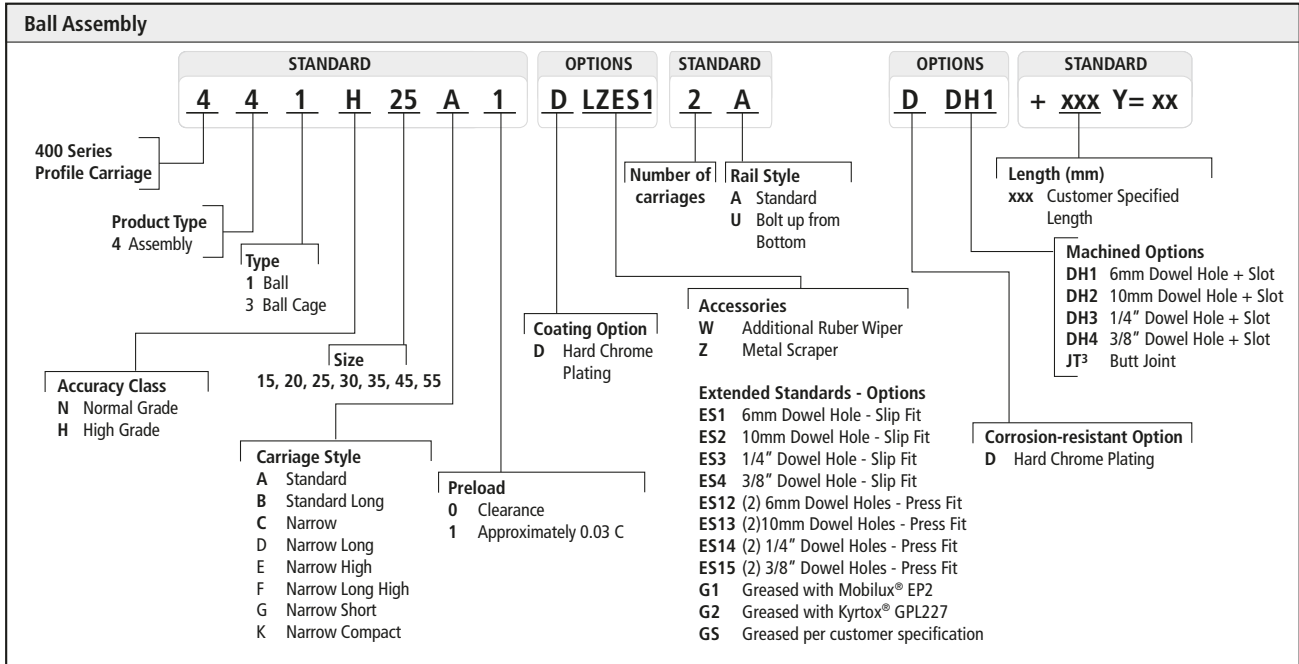 Ball Assembly
STANDARD OPTIONS STANDARD OPTIONS STANDARD
4 4 1 H 25 A 1 D LZES1 2 A D DH1 + xxx Y= xx
400 Series
Profile Carriage
Product Type
4 Assembly
Type
1 Ball
3 Ball Cage
Accuracy Class
N Normal Grade
H High Grade
Size
15, 20, 25, 30, 35, 45, 55
Carriage Style
A Standard
B Standard Long
C Narrow
D Narrow Long
E Narrow High
F Narrow Long High
G Narrow Short
K Narrow Compact
Preload
0 Clearance
1 Approximately 0.03 C
Coating Option
D Hard Chrome
Plating
Number of
carriages
Rail Style
A Standard
U Bolt up from
Bottom
Accessories
W Additional Ruber Wiper
Z Metal Scraper
Extended Standards - Options
ES1 6mm Dowel Hole - Slip Fit
ES2 10mm Dowel Hole - Slip Fit
ES3 1/4” Dowel Hole - Slip Fit
ES4 3/8” Dowel Hole - Slip Fit
ES12 (2) 6mm Dowel Holes - Press Fit
ES13 (2)10mm Dowel Holes - Press Fit
ES14 (2) 1/4” Dowel Holes - Press Fit
ES15 (2) 3/8” Dowel Holes - Press Fit
G1 Greased with Mobilux® EP2
G2 Greased with Kyrtox® GPL227
GS Greased per customer specification
Length (mm)
xxx Customer Specified
Length
Machined Options
DH1 6mm Dowel Hole + Slot
DH2 10mm Dowel Hole + Slot
DH3 1/4” Dowel Hole + Slot
DH4 3/8” Dowel Hole + Slot
JT³ Butt Joint
Corrosion-resistant Option
D Hard Chrome Plating